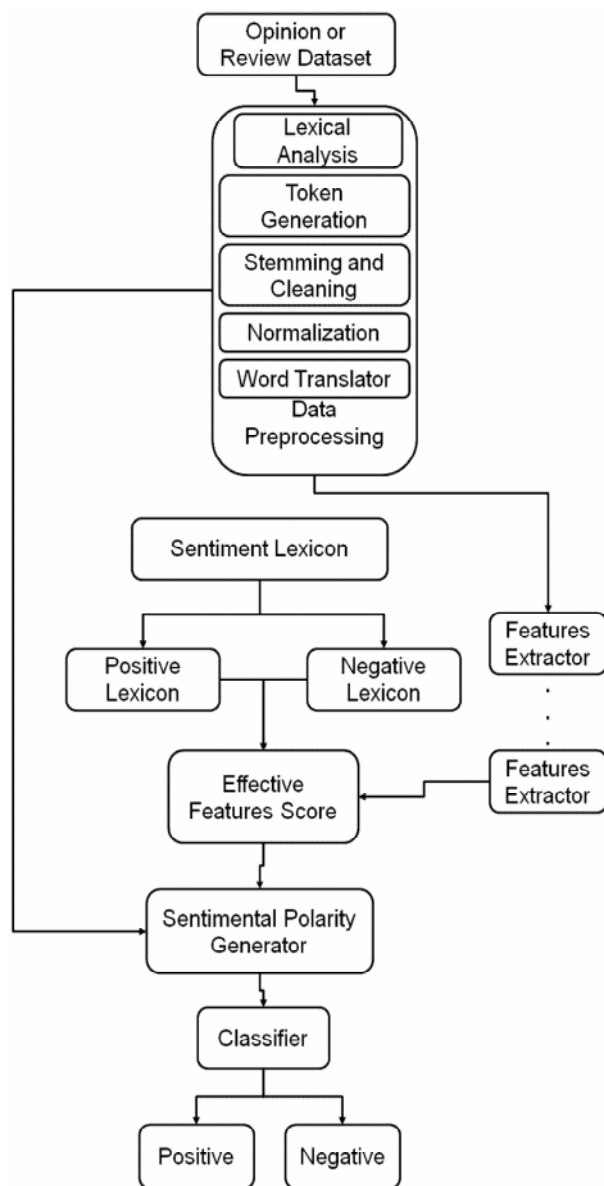 Opinion or
Review Dataset
Lexical
Analysis
Token
Generation
Stemming and
Cleaning
Normalization
Word Translator
Data
Preprocessing
Sentiment Lexicon
Positive
Lexicon
Negative
Lexicon
Features
Extractor
.
.
.
Features
Extractor
Effective
Features Score
Sentimental Polarity
Generator
Classifier
Positive
Negative